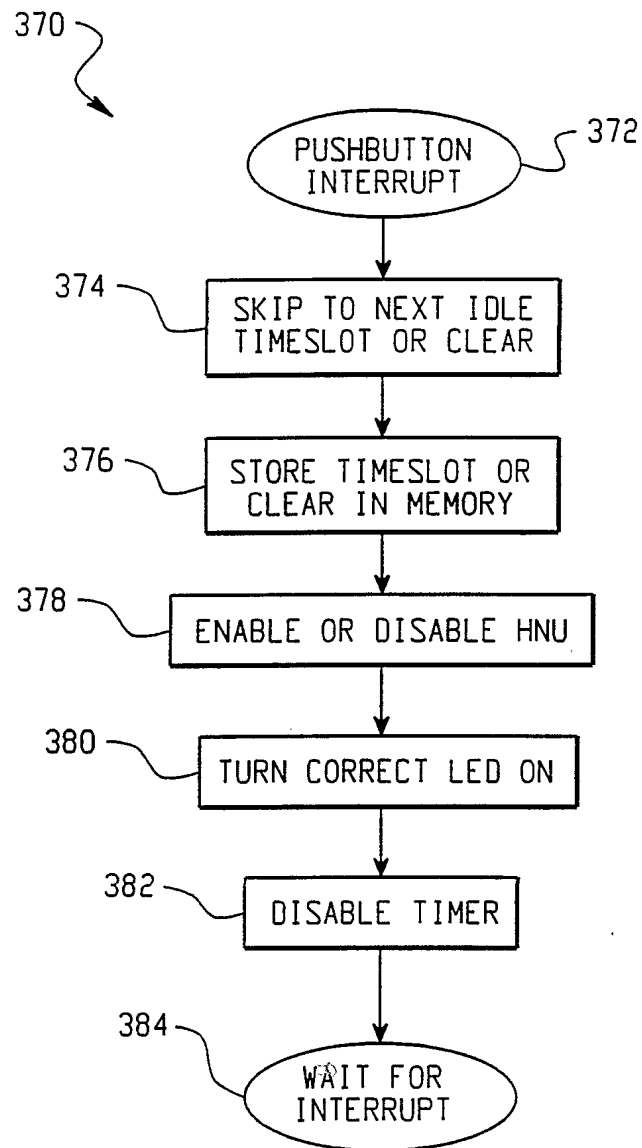 370
PUSHBUTTON
INTERRUPT
372
374
SKIP TO NEXT IDLE
TIMESLOT OR CLEAR
376
STORE TIMESLOT OR
CLEAR IN MEMORY
378
ENABLE OR DISABLE HNU
380
TURN CORRECT LED ON
382
DISABLE TIMER
384
WAIT FOR
INTERRUPT